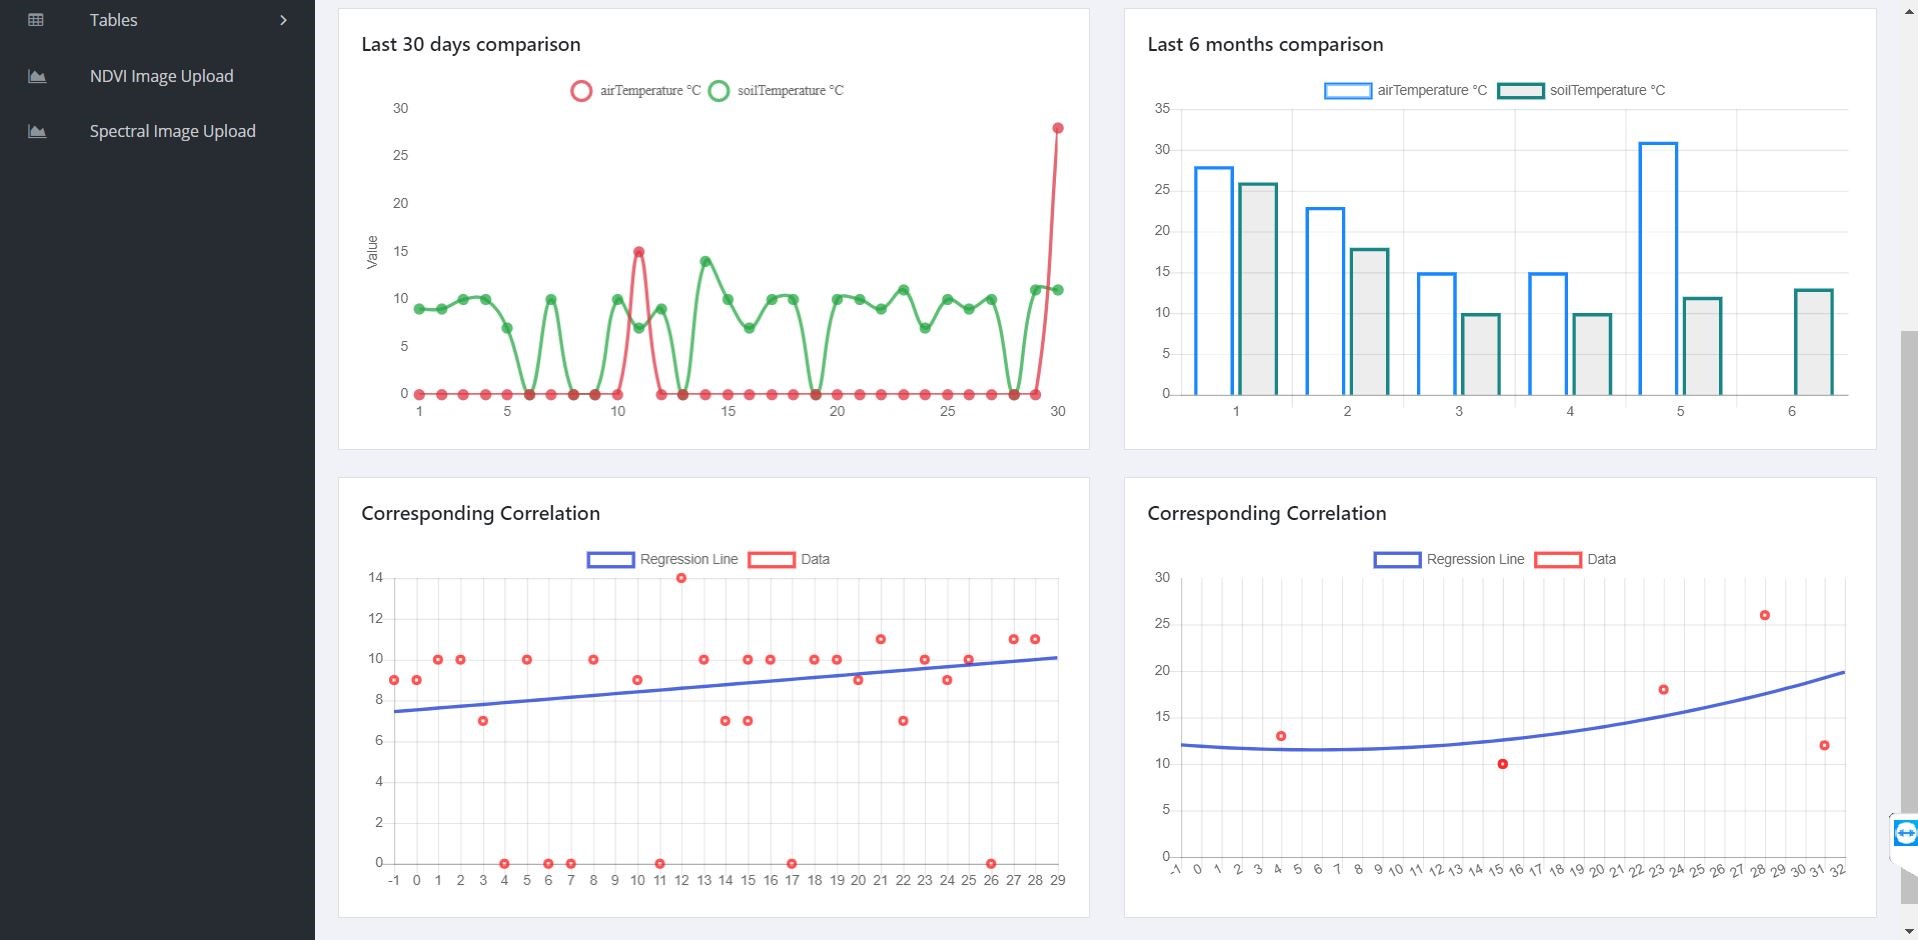 Tables
NDVI Image Upload
Spectral Image Upload
Last 30 days comparison
airTemperature °C soilTemperature °C
30
25
20
15
10
5
0
Value
1 5 10 15 20 25 30
Last 6 months comparison
airTemperature °C soilTemperature °C
35
30
25
20
15
10
5
0
1 2 3 4 5 6
Corresponding Correlation
Regression Line Data
14
12
10
8
6
4
2
0
-1 0 1 2 3 4 5 6 7 8 9 10 11 12 13 14 15 16 17 18 19 20 21 22 23 24 25 26 27 28 29
Corresponding Correlation
Regression Line Data
30
25
20
15
10
5
0
-1 0 1 2 3 4 5 6 7 8 9 10 11 12 13 14 15 16 17 18 19 20 21 22 23 24 25 26 27 28 29 30 31 32